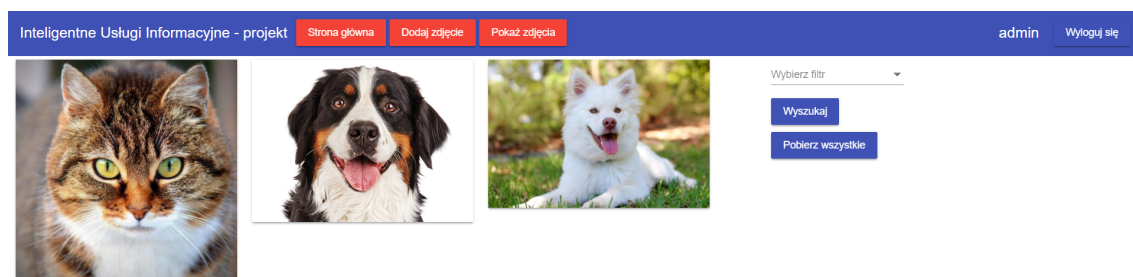 Inteligentne Usługi Informacyjne - projekt Strona główna Dodaj zdjęcie Pokaż zdjęcia admin Wyloguj się
Wybierz filtr
Wyszukaj
Pobierz wszystkie